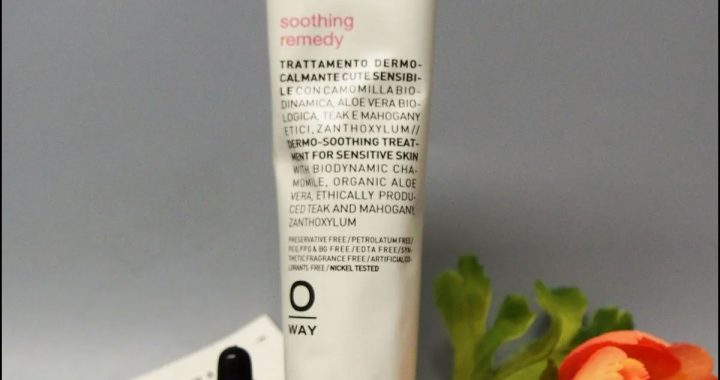 soothing
remedy
TRATTAMENTO DERMO-
CALMANTE CUTE SENSIBI-
LE CON CAMOMILLA BIO-
DINAMICA, ALOE VERA BIO-
LOGICA, TEAK E MAHOGANY
ETICI, ZANTHOXYLUM//
DERMO-SOOTHING TREAT-
MENT FOR SENSITIVE SKIN
WITH BIODYNAMIC CHA-
MOMILE, ORGANIC ALOE
VERA, ETHICALLY PRODU-
CED TEAK AND MAHOGANY,
ZANTHOXYLUM
PRESERVATIVE FREE/PETROLATUM FREE/
PEG, PPG & BG FREE/EDTA FREE/SYN-
THETIC FRAGRANCE FREE/ARTIFICIAL CO-
LORANTS FREE/NICKEL TESTED
O
WAY